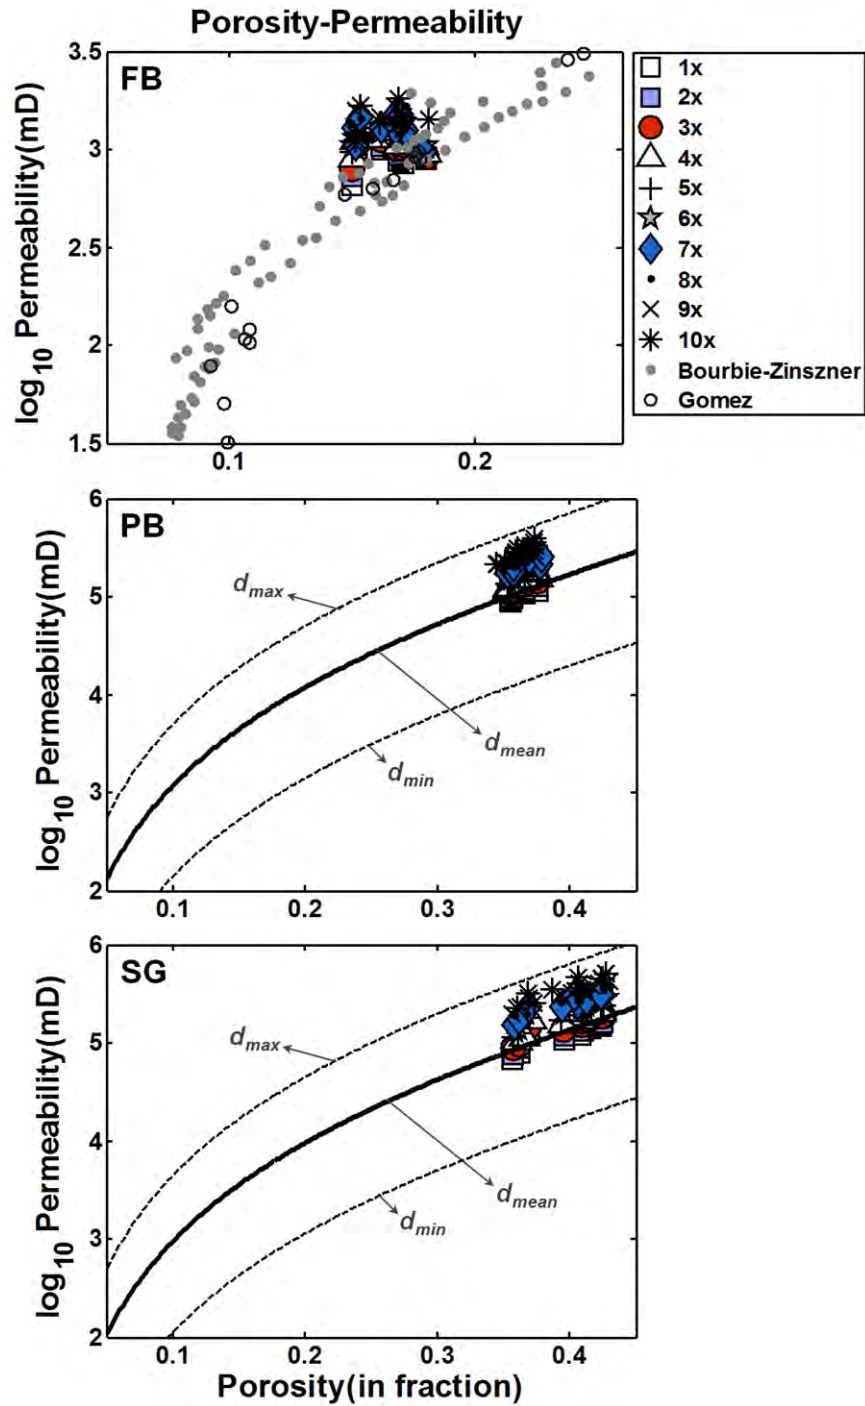 Porosity-Permeability
FB
log10 Permeability(mD)
3.5
3
2.5
2
1.5
0.1
0.2
1x
2x
3x
4x
5x
6x
7x
8x
9x
10x
Bourbie-Zinszner
Gomez
PB
log10 Permeability(mD)
6
5
4
3
2
dmax
dmean
dmin
0.1
0.2
0.3
0.4
SG
log10 Permeability(mD)
6
5
4
3
2
dmax
dmean
dmin
0.1
0.2
0.3
0.4
Porosity(in fraction)